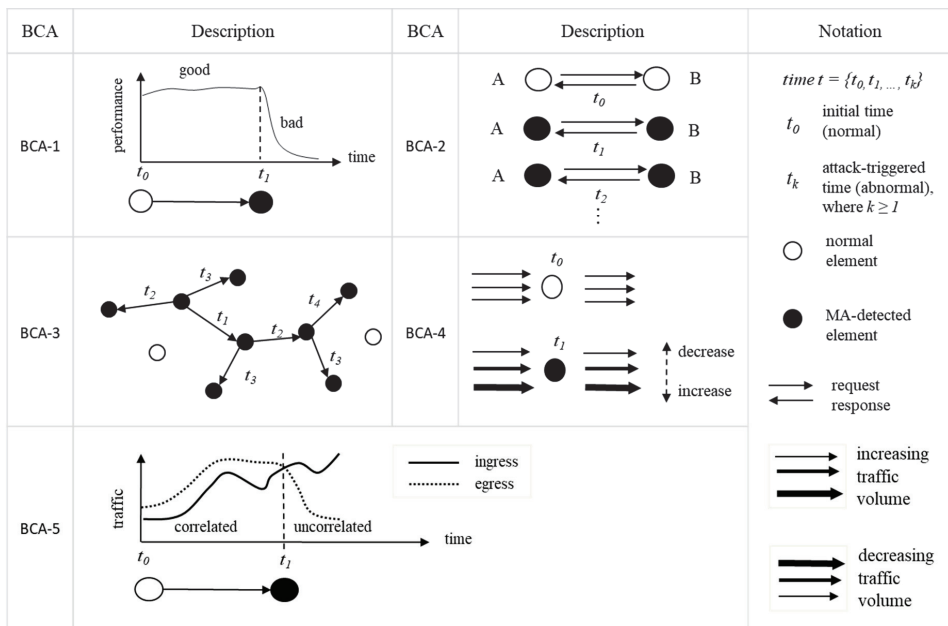 BCA Description BCA Description Notation
BCA-1
performance
good
bad
time
t0 t1
BCA-2
A B
t0
A B
t1
A B
t2
⋮
time t = {t0, t1, ..., tk}
t0 initial time
(normal)
tk attack-triggered
time (abnormal),
where k ≥ 1
normal
element
MA-detected
element
request
response
increasing
traffic
volume
decreasing
traffic
volume
BCA-3
t3
t2
t4
t1
t2
t3
t3
BCA-4
t0
t1
decrease
increase
BCA-5
traffic
ingress
egress
correlated uncorrelated
time
t0 t1